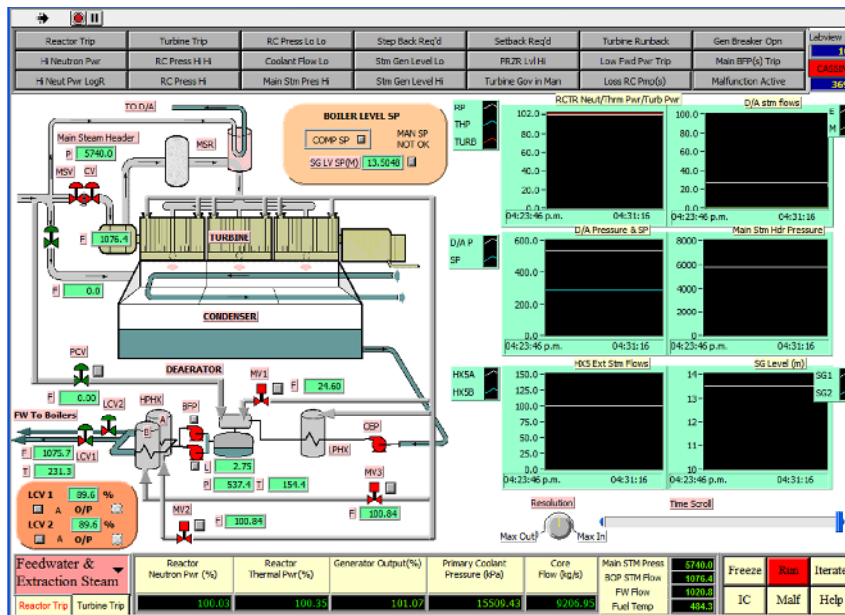 Reactor Trip Turbine Trip RC Press Lo Lo Step Back Req'd Setback Req'd Turbine Runback Gen Breaker Opn Labview
Hi Neutron Pwr RC Press Hi Hi Coolant Flow Lo Stm Gen Level Lo PRZR Lvl Hi Low Fwd Pwr Trip Main BFP(s) Trip
Hi Neut Pwr LogR RC Press Hi Main Stm Pres Hi Stm Gen Level Hi Turbine Gov in Man Loss RC Pmp(s) Malfunction Active
TO D/A
Main Steam Header
P 5740.0
MSV CV
MSR
BOILER LEVEL SP
COMP SP
MAN SP
NOT OK
SG LV SP(M) 13.5048
F 1076.4
TURBINE
F 0.0
CONDENSER
PCV
DEAERATOR
F 0.00
MV1
F 24.60
HPHX
LCV2
BFP
FW To Boilers
A
B
LPHX
CEP
LCV1
F 1075.7
T 231.3
L 2.75
P 537.4 T 154.4
MV3
F 100.84
MV2
F 100.84
LCV 1 89.6 %
A O/P
LCV 2 89.6 %
A O/P
RCTR Neut/Thrm Pwr/Turb Pwr
RP
THP
TURB
102.0
80.0
60.0
40.0
20.0
0.0
04:23:46 p.m. 04:31:16
D/A stm flows
E
M
100.0
80.0
60.0
40.0
20.0
0.0
04:23:46 p.m. 04:31:16
D/A Pressure & SP
D/A P
SP
600.0
400.0
200.0
0.0
04:23:46 p.m. 04:31:16
Main Stm Hdr Pressure
8000
6000
4000
2000
0
04:23:46 p.m. 04:31:16
HX5 Ext Stm Flows
HX5A
HX5B
150.0
125.0
100.0
75.0
50.0
25.0
0.0
04:23:46 p.m. 04:31:16
SG Level (m)
SG1
SG2
14
13
12
11
10
04:23:46 p.m. 04:31:16
Resolution
Max Out Max In
Time Scroll
Feedwater &
Extraction Steam
Reactor Trip Turbine Trip
Reactor
Neutron Pwr (%)
100.03
Reactor
Thermal Pwr(%)
100.35
Generator Output(%)
101.07
Primary Coolant
Pressure (kPa)
15509.43
Core
Flow (kg/s)
9206.95
Main STM Press 5740.0
BOP STM Flow 1076.4
FW Flow 1020.8
Fuel Temp 484.3
Freeze Run Iterate
IC Malf Help